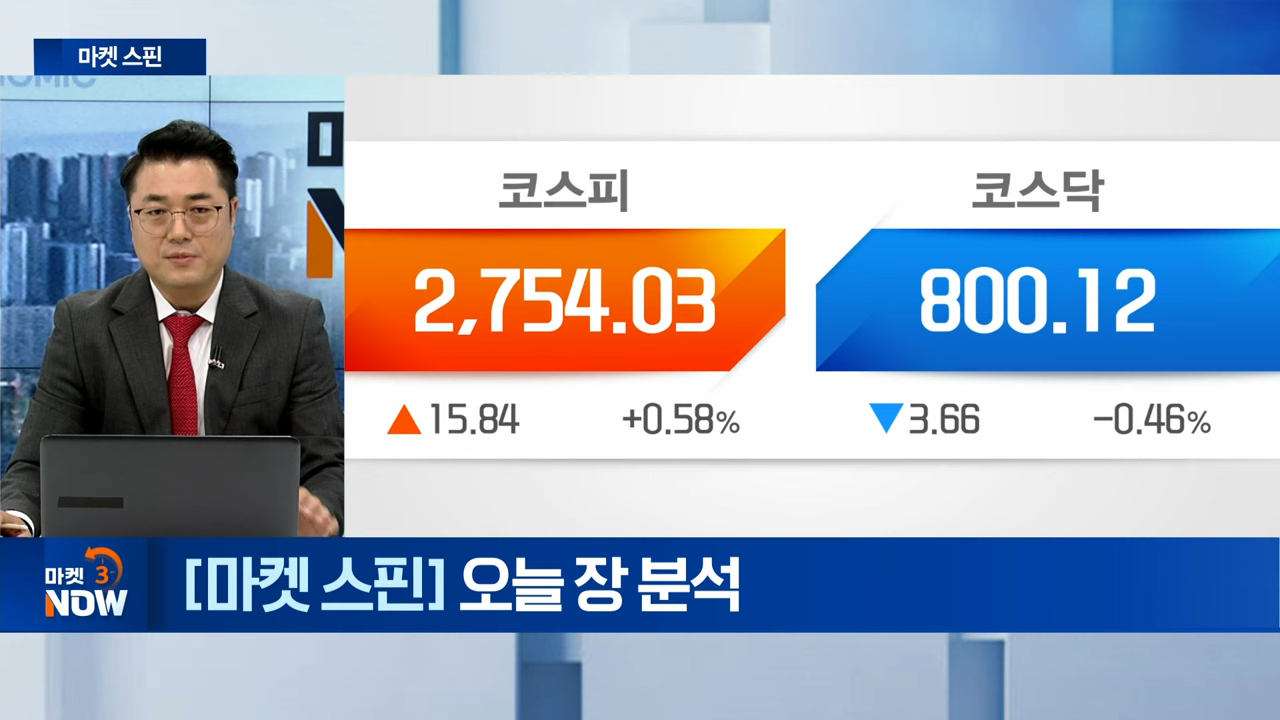 마켓 스핀
코스피
코스닥
2,754.03
800.12
▲15.84
+0.58%
▼3.66
-0.46%
마켓 3
NOW
[마켓 스핀] 오늘 장 분석